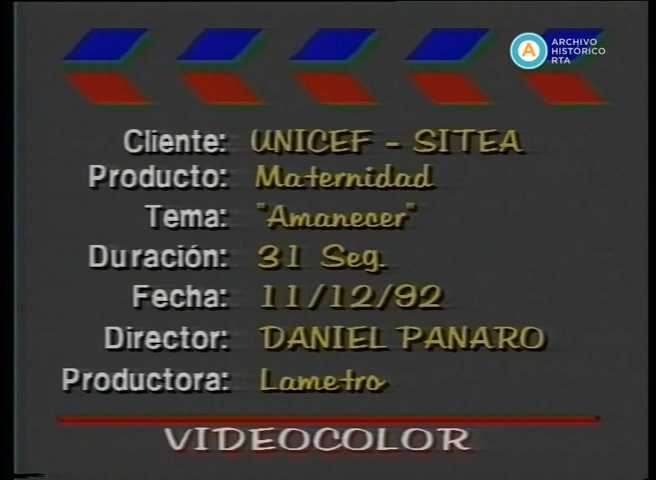 A
ARCHIVO
HISTÓRICO
RTA
Cliente: UNICEF - SITEA
Producto: Maternidad
Tema: "Amanecer"
Duración: 31 Seg
Fecha: 11/12/92
Director: DANIEL PANARO
Productora: Lametro
VIDEOCOLOR